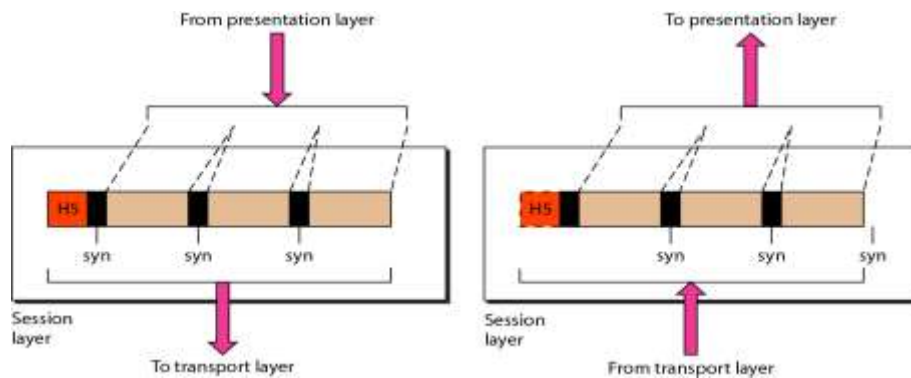 From presentation layer
H5
syn syn syn
Session
layer
To transport layer
To presentation layer
H5
syn syn syn
Session
layer
From transport layer